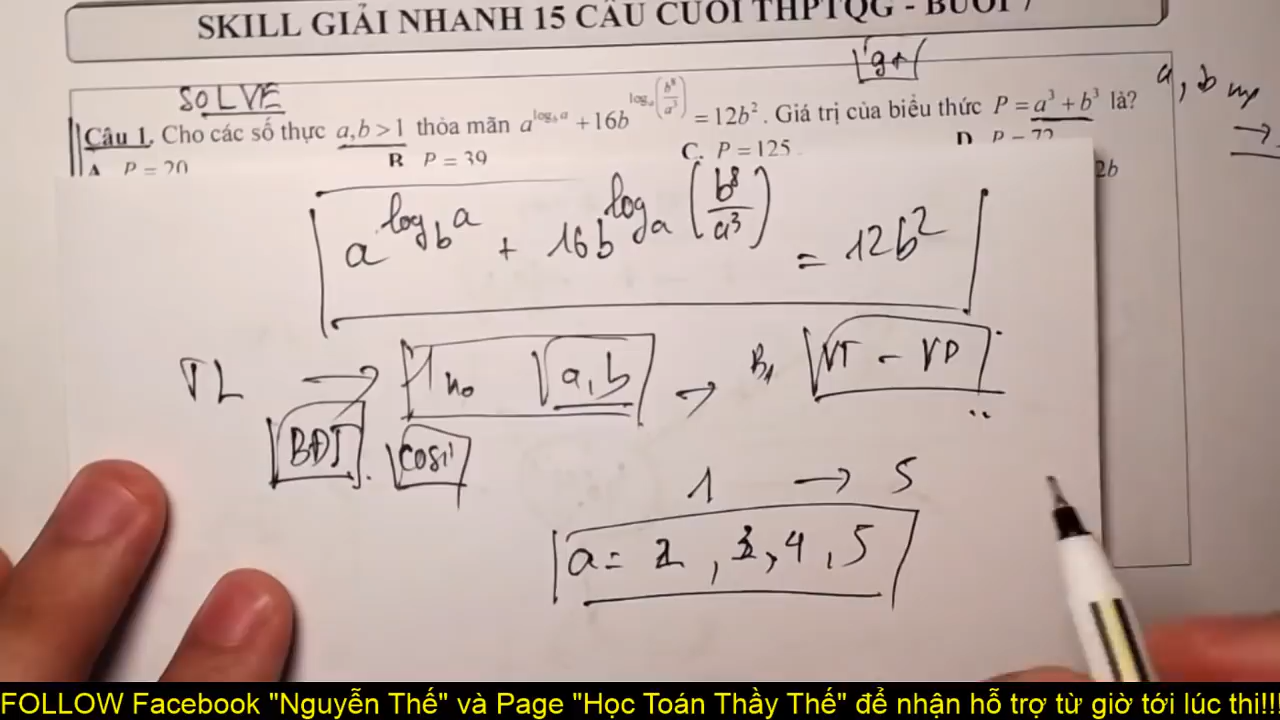 SKILL GIẢI NHANH 15 CÂU CUỐI THPTQG - BUỔI 7
SOLVE
a, b
Câu 1. Cho các số thực a,b > 1 thỏa mãn a^{log_b a} + 16b^{log_a(b^8/a^3)} = 12b^2. Giá trị của biểu thức P = a^3 + b^3 là?
A P = 20 B P = 39 C. P = 125 D P = 72
2b
a^{log_b a} + 16b^{log_a(b^8/a^3)} = 12b^2
TL → a, b → B1 VT - VP
BĐT. COSI
1 → 5
a = 2, 3, 4, 5
FOLLOW Facebook "Nguyễn Thế" và Page "Học Toán Thầy Thế" để nhận hỗ trợ từ giờ tới lúc thi!!!